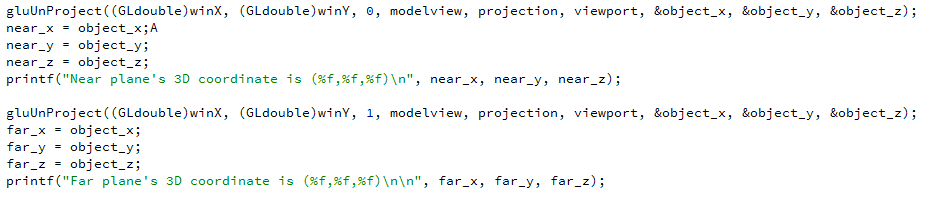 gluUnProject((GLdouble)winX, (GLdouble)winY, 0, modelview, projection, viewport, &object_x, &object_y, &object_z);
near_x = object_x;A
near_y = object_y;
near_z = object_z;
printf("Near plane's 3D coordinate is (%f,%f,%f)\n", near_x, near_y, near_z);

gluUnProject((GLdouble)winX, (GLdouble)winY, 1, modelview, projection, viewport, &object_x, &object_y, &object_z);
far_x = object_x;
far_y = object_y;
far_z = object_z;
printf("Far plane's 3D coordinate is (%f,%f,%f)\n\n", far_x, far_y, far_z);